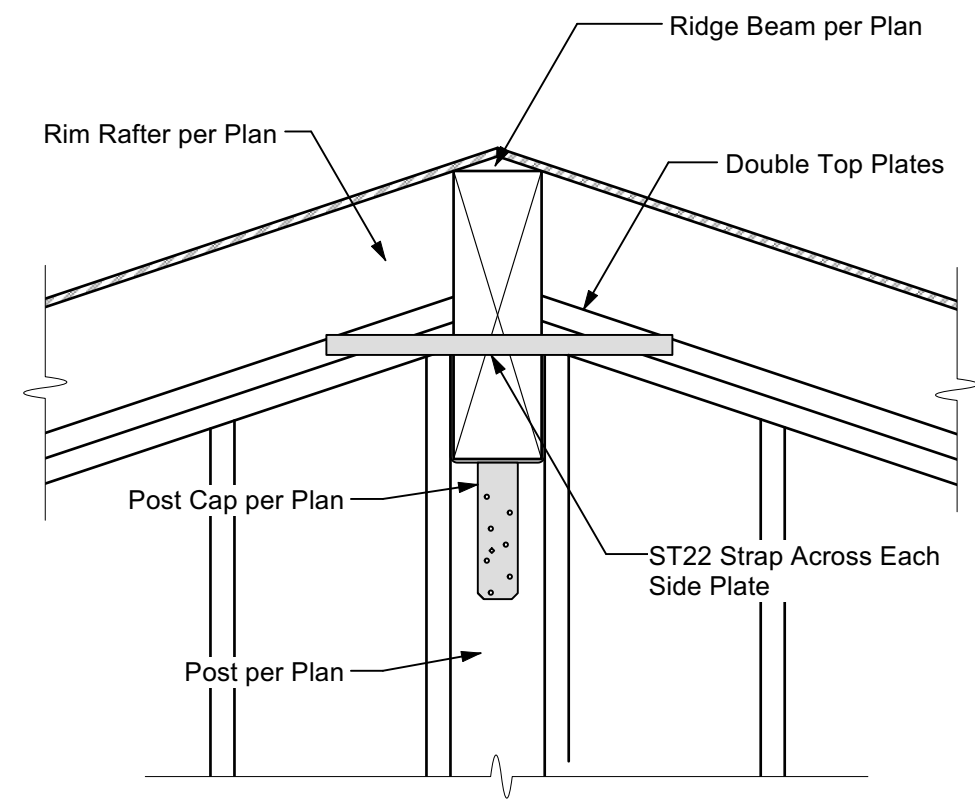 Ridge Beam per Plan
Rim Rafter per Plan
Double Top Plates
Post Cap per Plan
ST22 Strap Across Each
Side Plate
Post per Plan